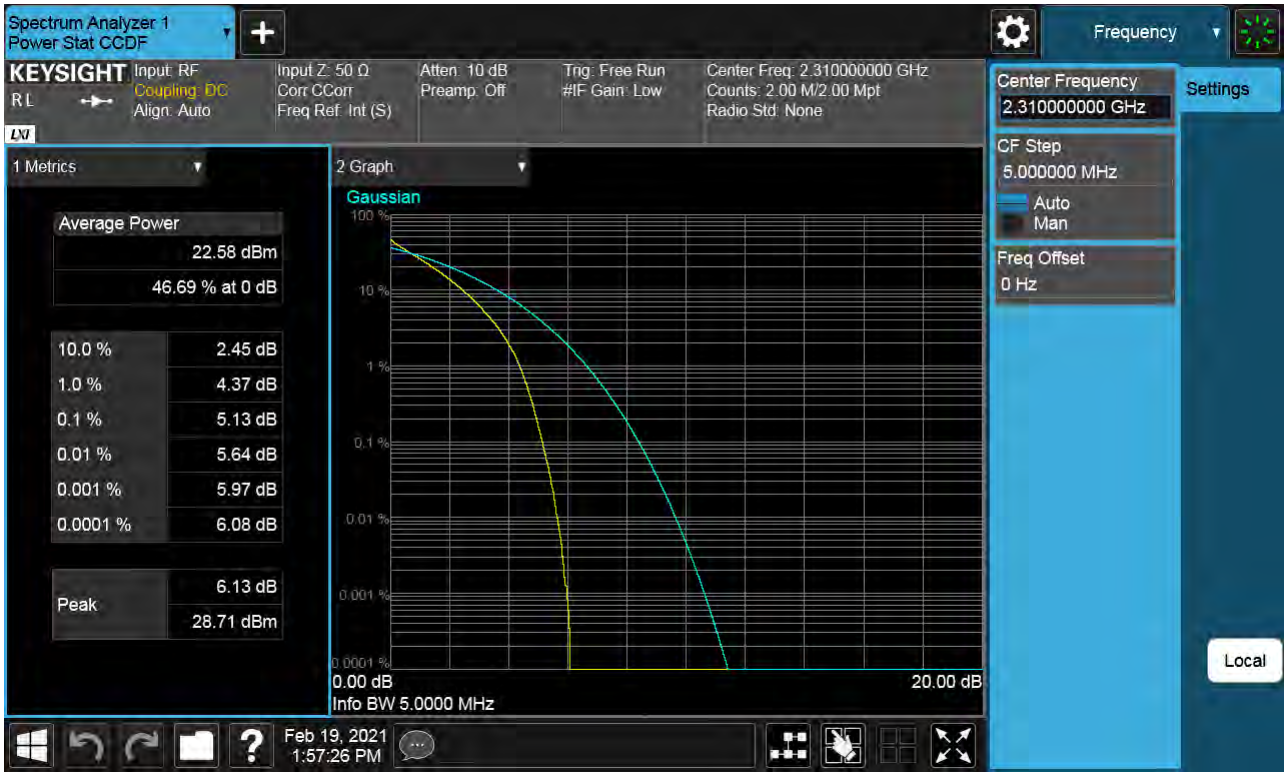 Spectrum Analyzer 1
Power Stat CCDF
+
Frequency
KEYSIGHT
RL
LXI
Input: RF
Coupling: DC
Align: Auto
Input Z: 50 Ω
Corr CCorr
Freq Ref: Int (S)
Atten: 10 dB
Preamp: Off
Trig: Free Run
#IF Gain: Low
Center Freq: 2.310000000 GHz
Counts: 2.00 M/2.00 Mpt
Radio Std: None
Center Frequency
2.310000000 GHz
Settings
CF Step
5.000000 MHz
Auto
Man
Freq Offset
0 Hz
1 Metrics
Average Power
22.58 dBm
46.69 % at 0 dB
10.0 % 2.45 dB
1.0 % 4.37 dB
0.1 % 5.13 dB
0.01 % 5.64 dB
0.001 % 5.97 dB
0.0001 % 6.08 dB
Peak
6.13 dB
28.71 dBm
2 Graph
Gaussian
100 %
10 %
1 %
0.1 %
0.01 %
0.001 %
0.0001 %
0.00 dB 20.00 dB
Info BW 5.0000 MHz
Local
?
Feb 19, 2021
1:57:26 PM